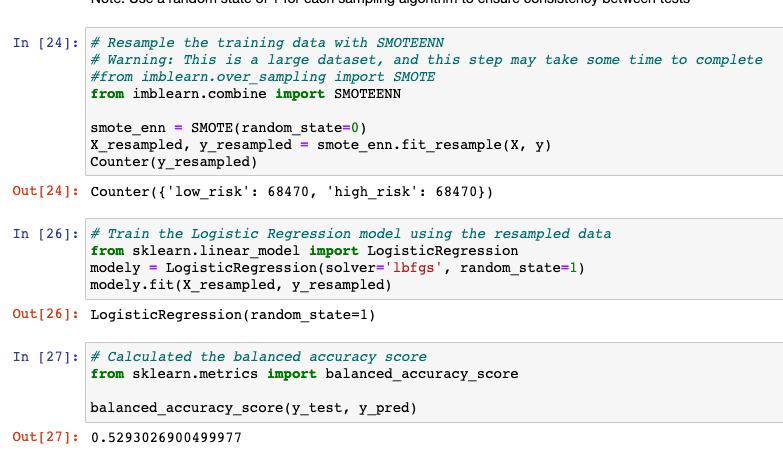 Note: Use a random state of 1 for each sampling algorithm to ensure consistency between tests
In [24]: # Resample the training data with SMOTEENN
# Warning: This is a large dataset, and this step may take some time to complete
#from imblearn.over_sampling import SMOTE
from imblearn.combine import SMOTEENN
smote_enn = SMOTE(random_state=0)
X_resampled, y_resampled = smote_enn.fit_resample(X, y)
Counter(y_resampled)
Out[24]: Counter({'low_risk': 68470, 'high_risk': 68470})
In [26]: # Train the Logistic Regression model using the resampled data
from sklearn.linear_model import LogisticRegression
modely = LogisticRegression(solver='lbfgs', random_state=1)
modely.fit(X_resampled, y_resampled)
Out[26]: LogisticRegression(random_state=1)
In [27]: # Calculated the balanced accuracy score
from sklearn.metrics import balanced_accuracy_score
balanced_accuracy_score(y_test, y_pred)
Out[27]: 0.5293026900499977